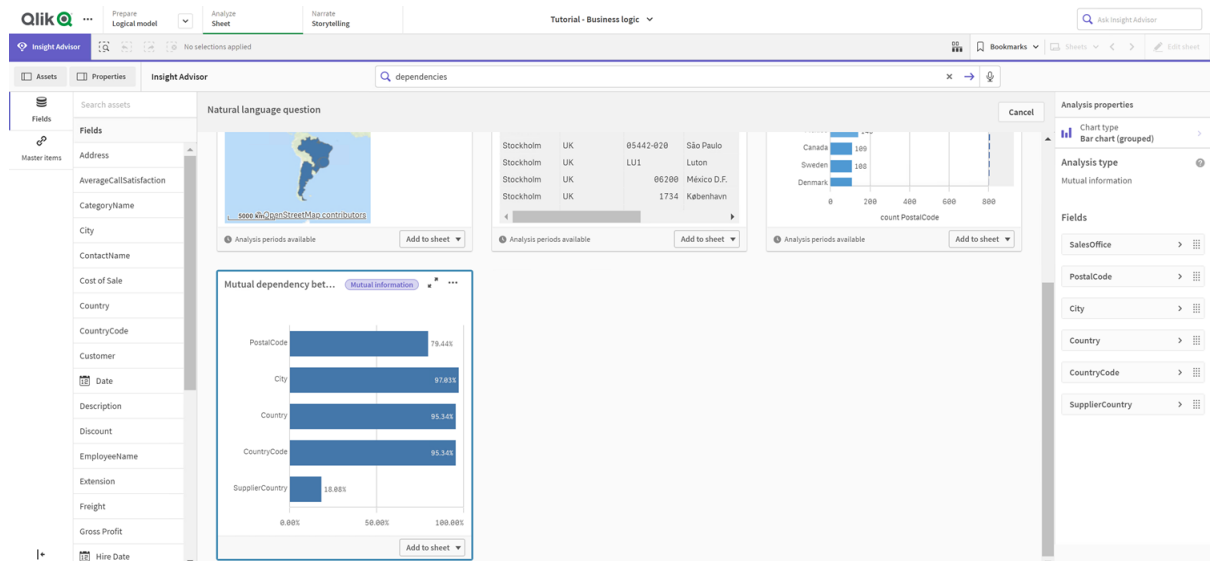 Qlik
Prepare
Logical model
Analyze
Sheet
Narrate
Storytelling
Tutorial - Business logic
Ask Insight Advisor
Insight Advisor
No selections applied
Bookmarks
Sheets
Edit sheet
Assets
Properties
Insight Advisor
dependencies
Fields
Master items
Search assets
Fields
Address
AverageCallSatisfaction
CategoryName
City
ContactName
Cost of Sale
Country
CountryCode
Customer
Date
Description
Discount
EmployeeName
Extension
Freight
Gross Profit
Hire Date
Natural language question
Cancel
5000 km
OpenStreetMap contributors
Analysis periods available
Add to sheet
Stockholm UK 05442-020 São Paulo
Stockholm UK LU1 Luton
Stockholm UK 06200 México D.F.
Stockholm UK 1734 København
Analysis periods available
Add to sheet
Canada 109
Sweden 108
Denmark
0 200 400 600 800
count PostalCode
Analysis periods available
Add to sheet
Mutual dependency bet...
Mutual information
PostalCode 79.44%
City 97.03%
Country 95.34%
CountryCode 95.34%
SupplierCountry 18.08%
0.00% 50.00% 100.00%
Add to sheet
Analysis properties
Chart type
Bar chart (grouped)
Analysis type
Mutual information
Fields
SalesOffice
PostalCode
City
Country
CountryCode
SupplierCountry